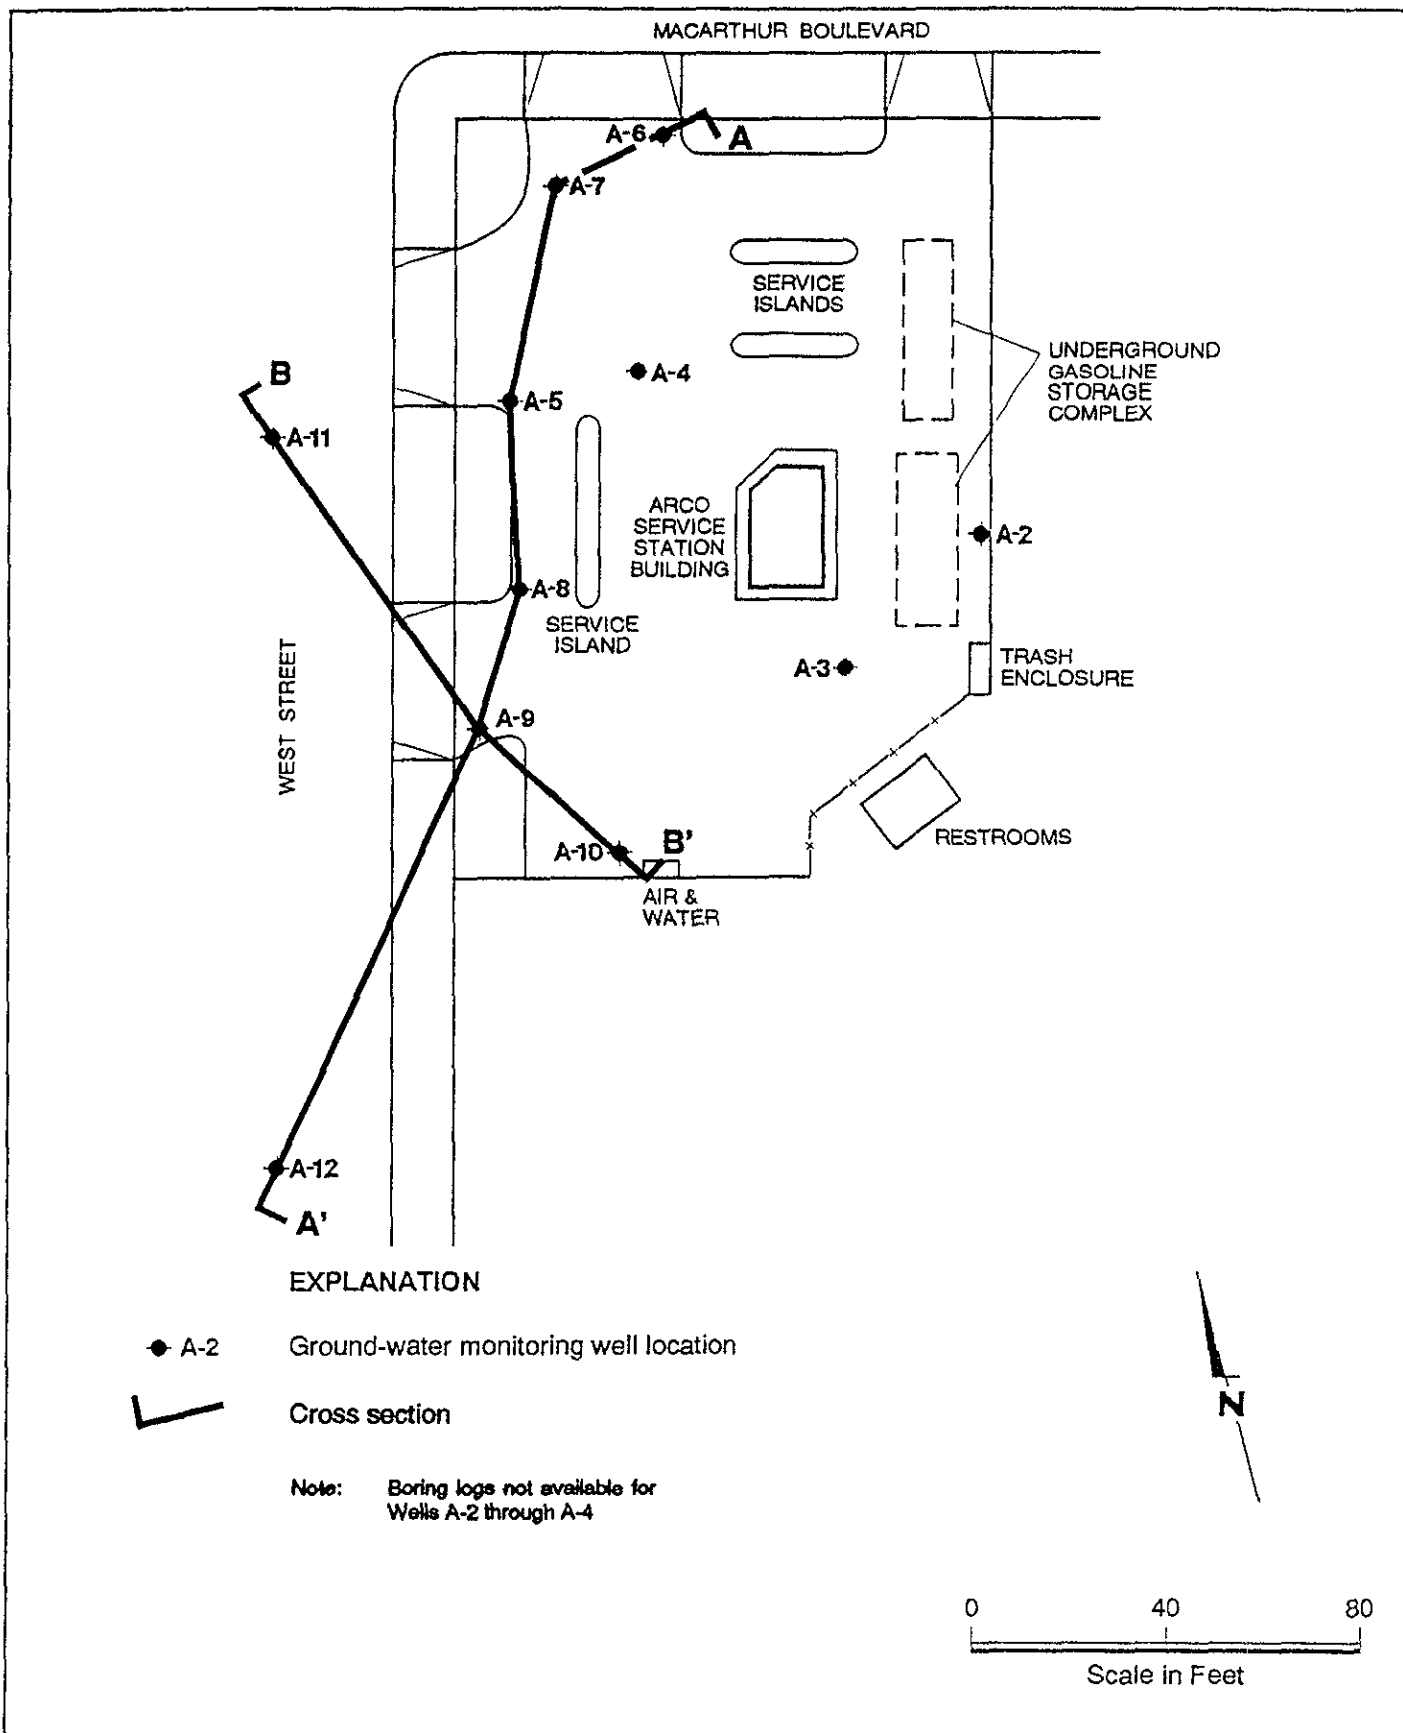 MACARTHUR BOULEVARD
A-6
A
A-7
SERVICE
ISLANDS
UNDERGROUND
GASOLINE
STORAGE
COMPLEX
B
A-4
A-5
A-11
ARCO
SERVICE
STATION
BUILDING
A-2
A-8
SERVICE
ISLAND
WEST STREET
A-3
TRASH
ENCLOSURE
A-9
RESTROOMS
A-10
B'
AIR &
WATER
A-12
A'
EXPLANATION
A-2 Ground-water monitoring well location
Cross section
Note: Boring logs not available for
Wells A-2 through A-4
N
0 40 80
Scale in Feet